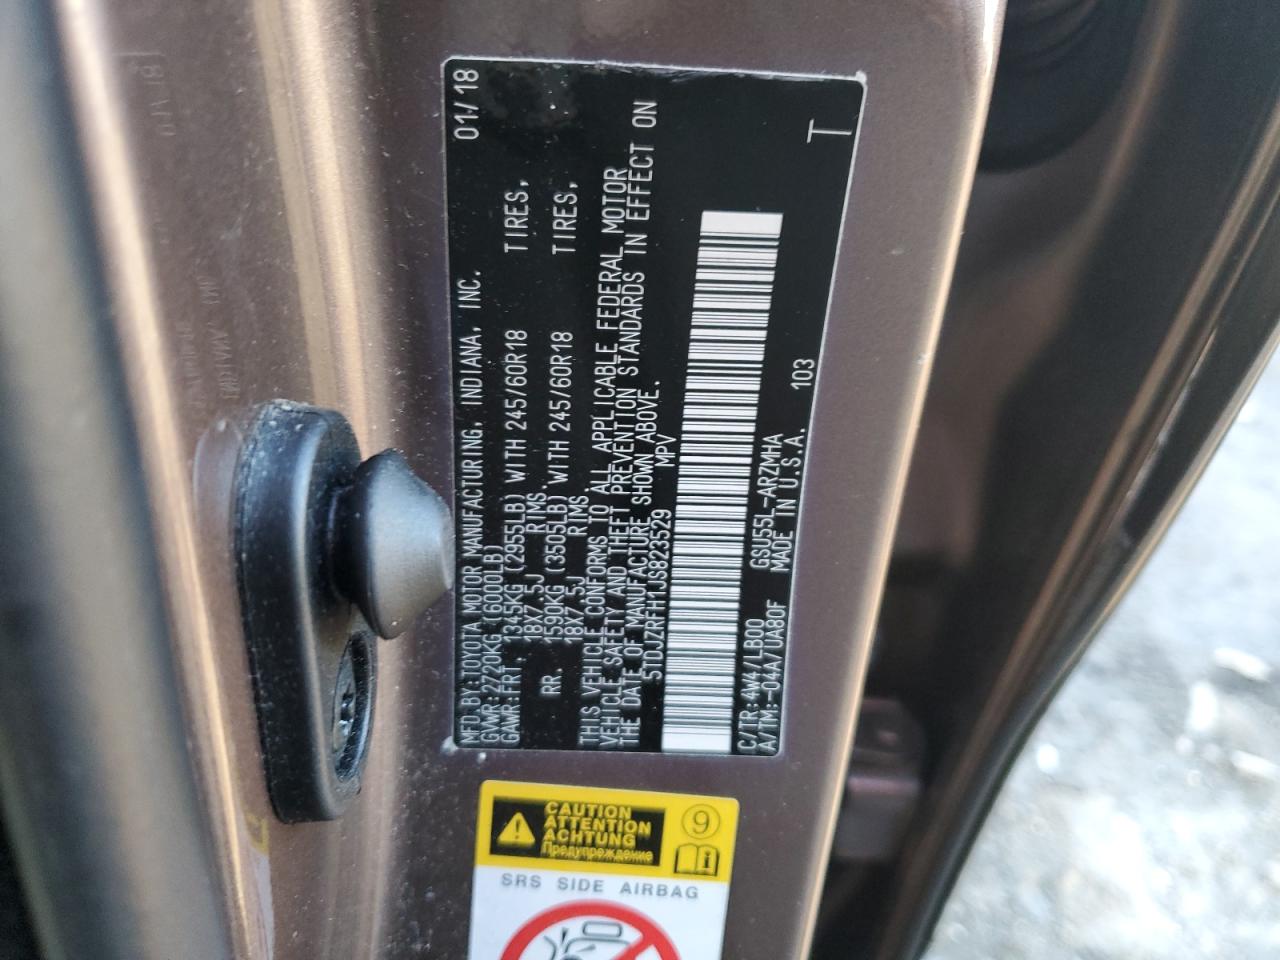 MFD.BY:TOYOTA MOTOR MANUFACTURING, INDIANA, INC. 01/18
GVWR:2720KG (6000LB)
GAWR:FRT 1345KG (2955LB) WITH 245/60R18 TIRES,
18X7.5J RIMS.
RR. 1590KG (3505LB) WITH 245/60R18 TIRES,
18X7.5J RIMS.
THIS VEHICLE CONFORMS TO ALL APPLICABLE FEDERAL MOTOR
VEHICLE SAFETY AND THEFT PREVENTION STANDARDS IN EFFECT ON
THE DATE OF MANUFACTURE SHOWN ABOVE.
5TDJZRFH1JS823529 MPV
C/TR:4W4/LB00 GSU55L-ARZMHA
A/TM:-04A/UA80F MADE IN U.S.A. 103
T
CAUTION
ATTENTION
ACHTUNG
Предупреждение
9
SRS SIDE AIRBAG